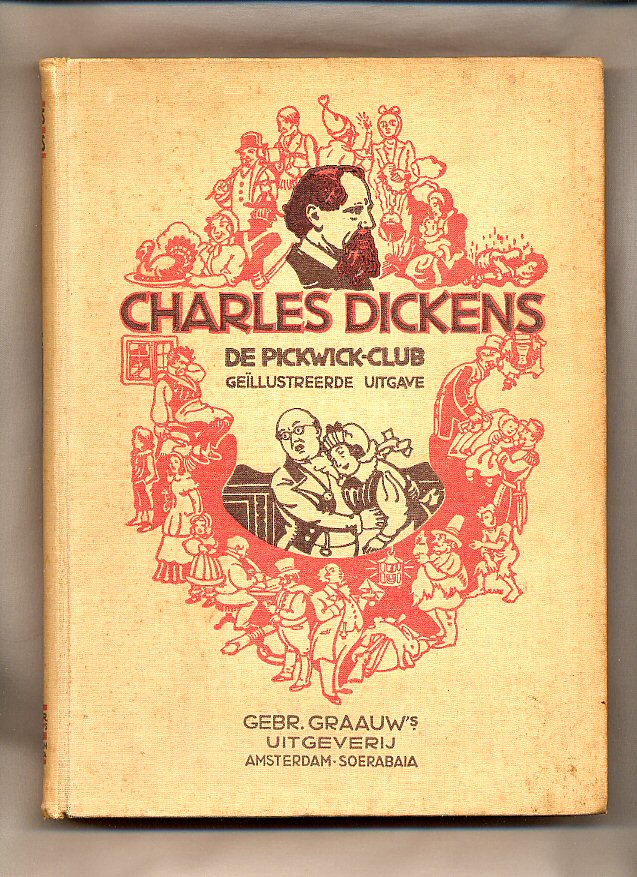 CHARLES DICKENS
DE PICKWICK-CLUB
GEÏLLUSTREERDE UITGAVE
GEBR. GRAAUW's.
UITGEVERIJ
AMSTERDAM-SOERABAIA